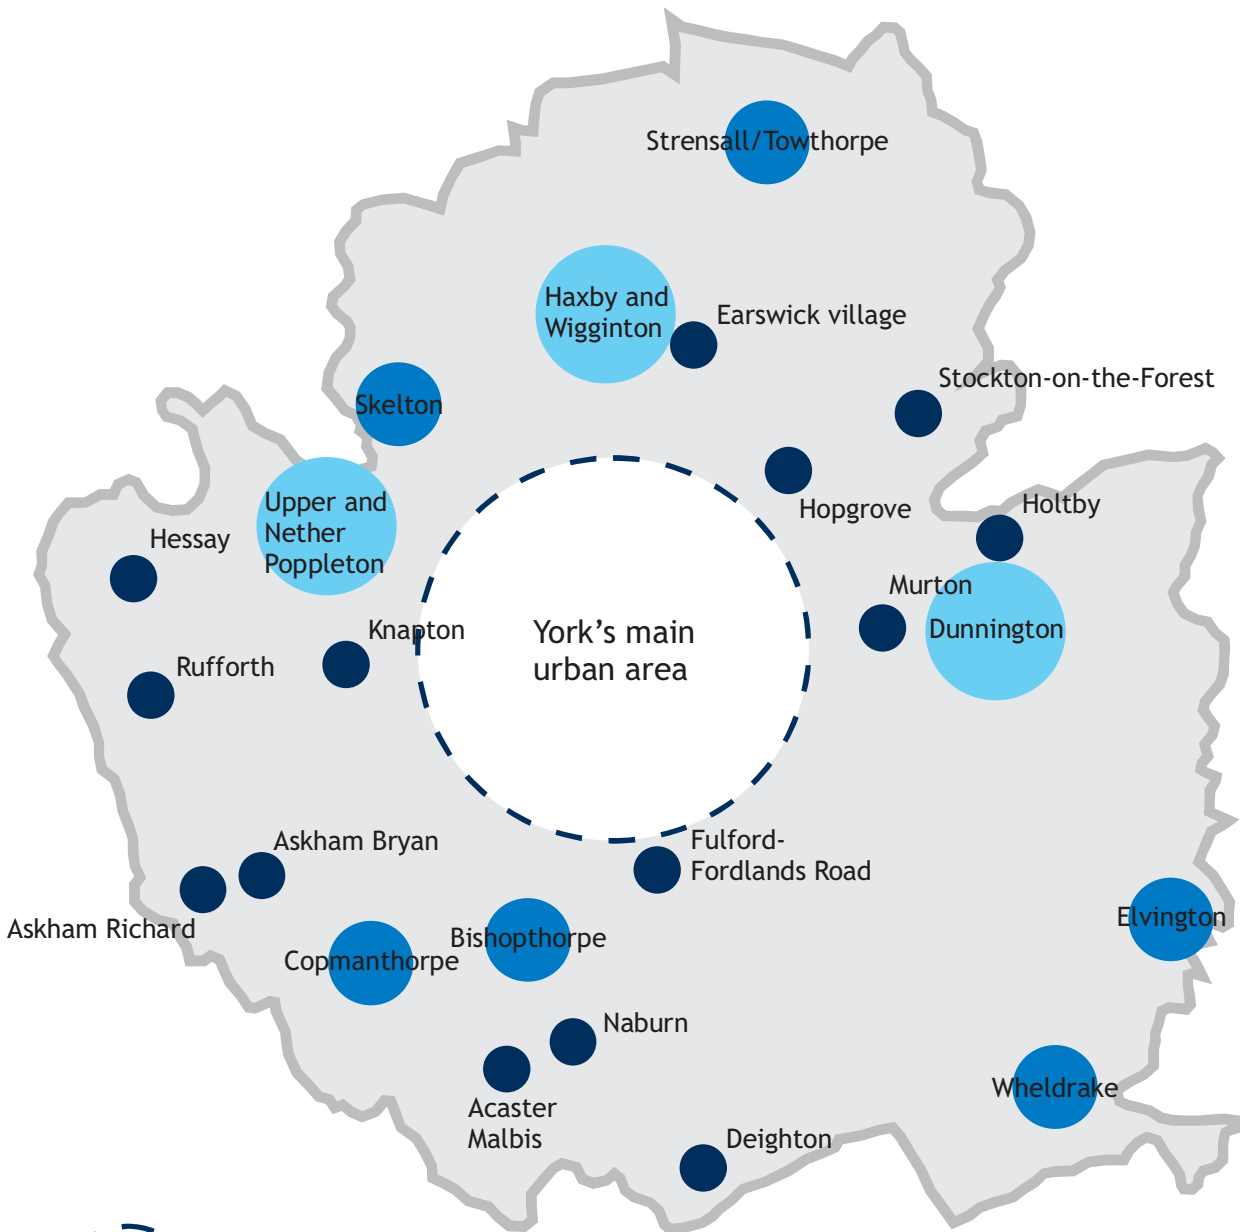 Strensall/Towthorpe
Haxby and
Wigginton
Earswick village
Stockton-on-the-Forest
Skelton
Upper and
Nether
Poppleton
Hopgrove
Holtby
Hessay
Murton
Dunnington
Knapton
York’s main
urban area
Rufforth
Askham Bryan
Fulford-
Fordlands Road
Askham Richard
Bishopthorpe
Elvington
Copmanthorpe
Naburn
Wheldrake
Acaster
Malbis
Deighton